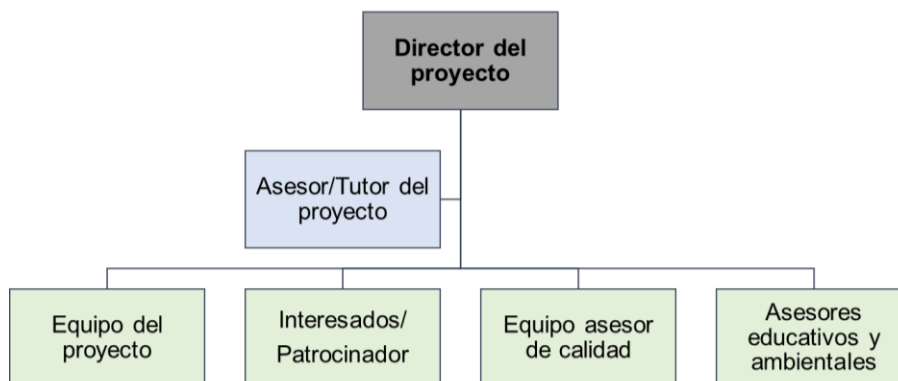 Director del
proyecto
Asesor/Tutor del
proyecto
Equipo del
proyecto
Interesados/
Patrocinador
Equipo asesor
de calidad
Asesores
educativos y
ambientales